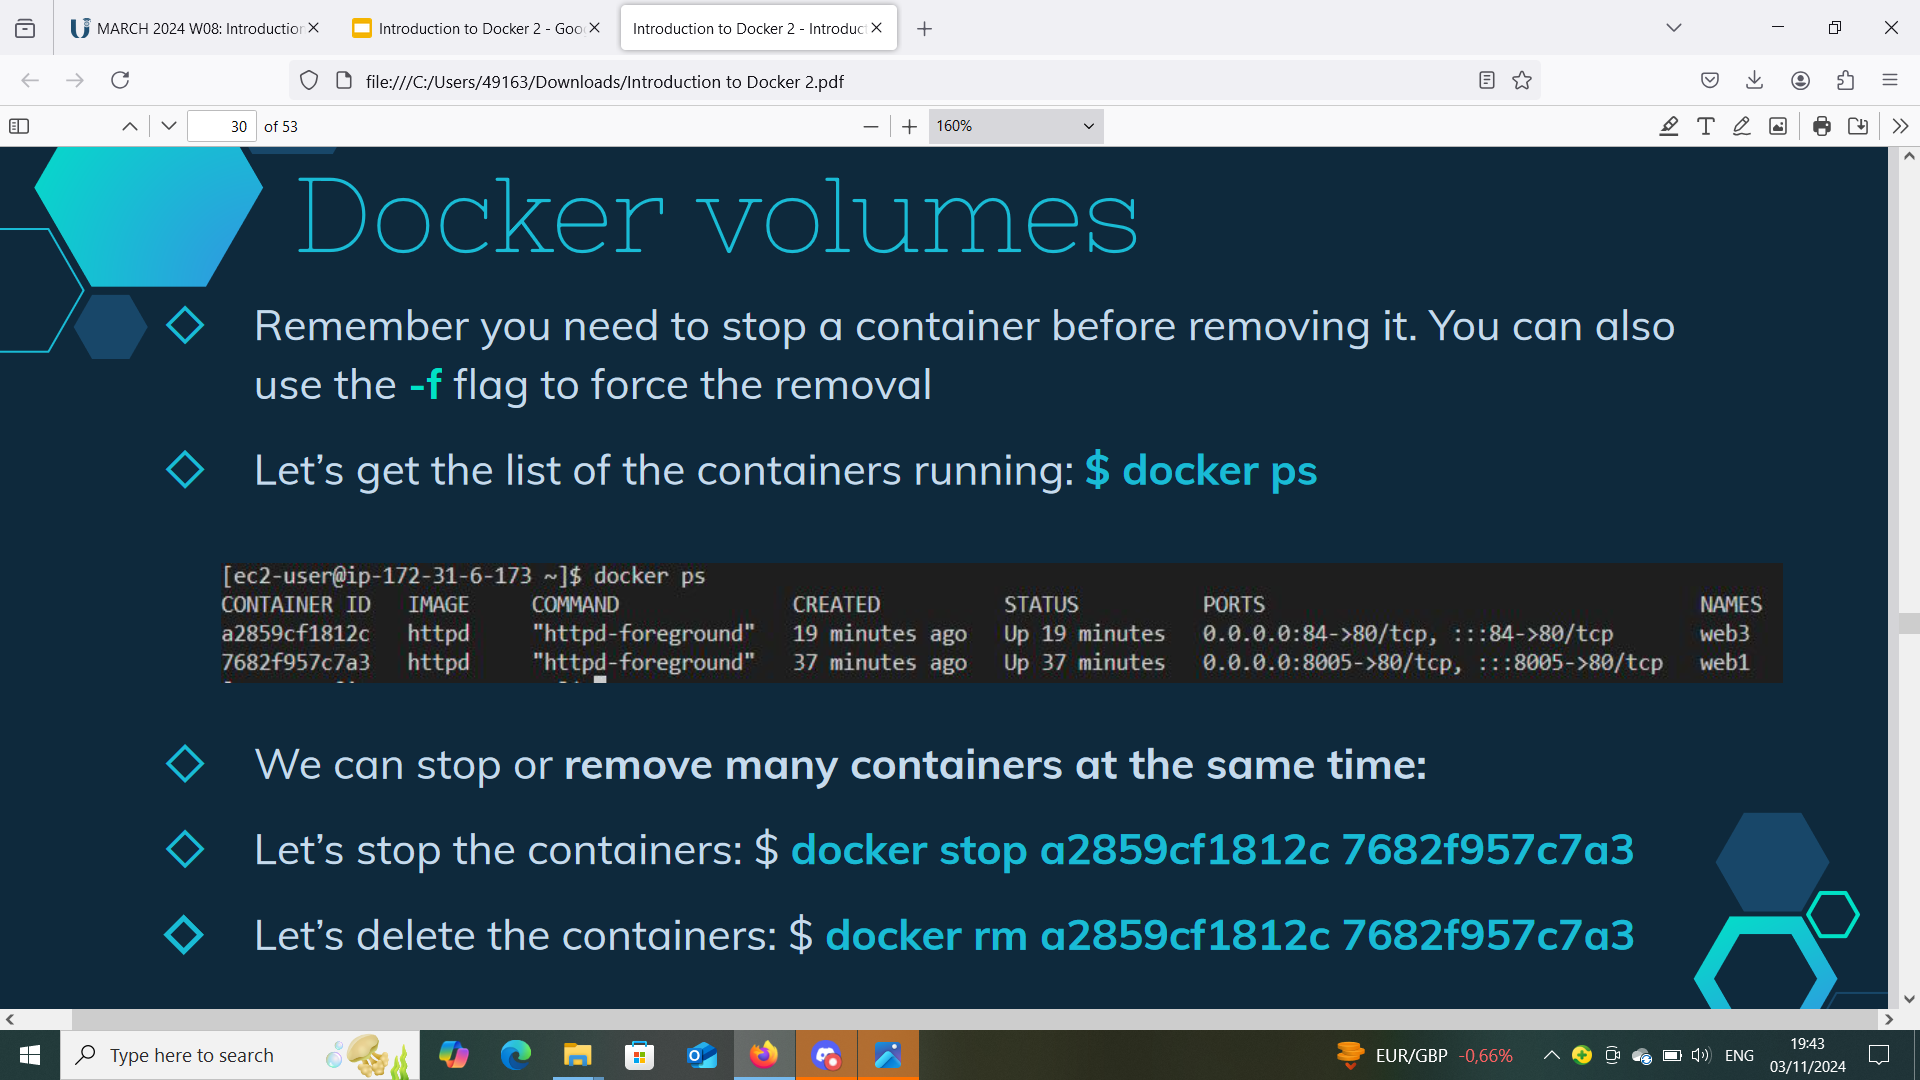 MARCH 2024 W08: Introduction
Introduction to Docker 2 - Goo
Introduction to Docker 2 - Introduc
file:///C:/Users/49163/Downloads/Introduction to Docker 2.pdf
30 of 53
160%
Docker volumes
Remember you need to stop a container before removing it. You can also
use the -f flag to force the removal
Let's get the list of the containers running: $ docker ps
[ec2-user@ip-172-31-6-173 ~]$ docker ps
CONTAINER ID IMAGE COMMAND CREATED STATUS PORTS NAMES
a2859cf1812c httpd "httpd-foreground" 19 minutes ago Up 19 minutes 0.0.0.0:84->80/tcp, :::84->80/tcp web3
7682f957c7a3 httpd "httpd-foreground" 37 minutes ago Up 37 minutes 0.0.0.0:8005->80/tcp, :::8005->80/tcp web1
We can stop or remove many containers at the same time:
Let's stop the containers: $ docker stop a2859cf1812c 7682f957c7a3
Let's delete the containers: $ docker rm a2859cf1812c 7682f957c7a3
Type here to search
EUR/GBP -0,66%
ENG
19:43
03/11/2024